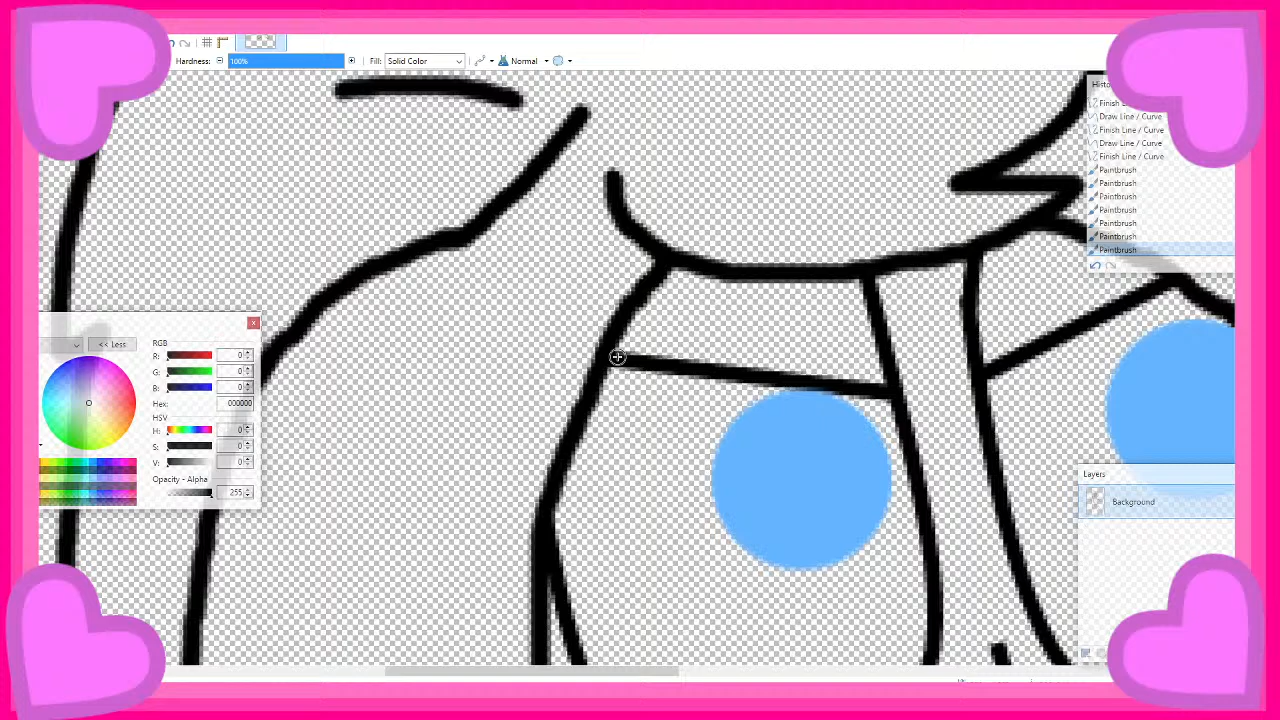 Hardness: 100% Fill: Solid Color Normal
Finish
Draw Line / Curve
Finish Line / Curve
Draw Line / Curve
Finish Line / Curve
Paintbrush
Paintbrush
Paintbrush
Paintbrush
Paintbrush
Paintbrush
Paintbrush
<< Less
RGB
R: 0
G: 0
B: 0
Hex: 000000
HSV
H: 0
S: 0
V: 0
Opacity - Alpha
255
Layers
Background